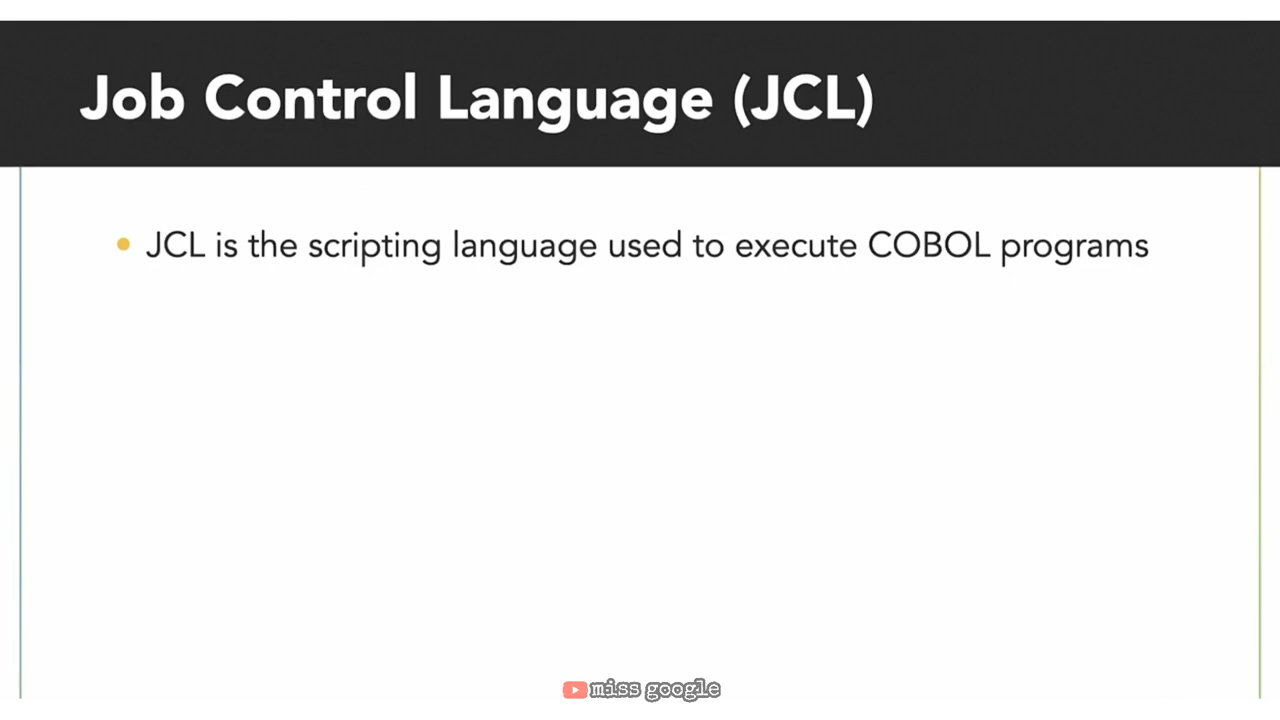 Job Control Language (JCL)
JCL is the scripting language used to execute COBOL programs
miss google